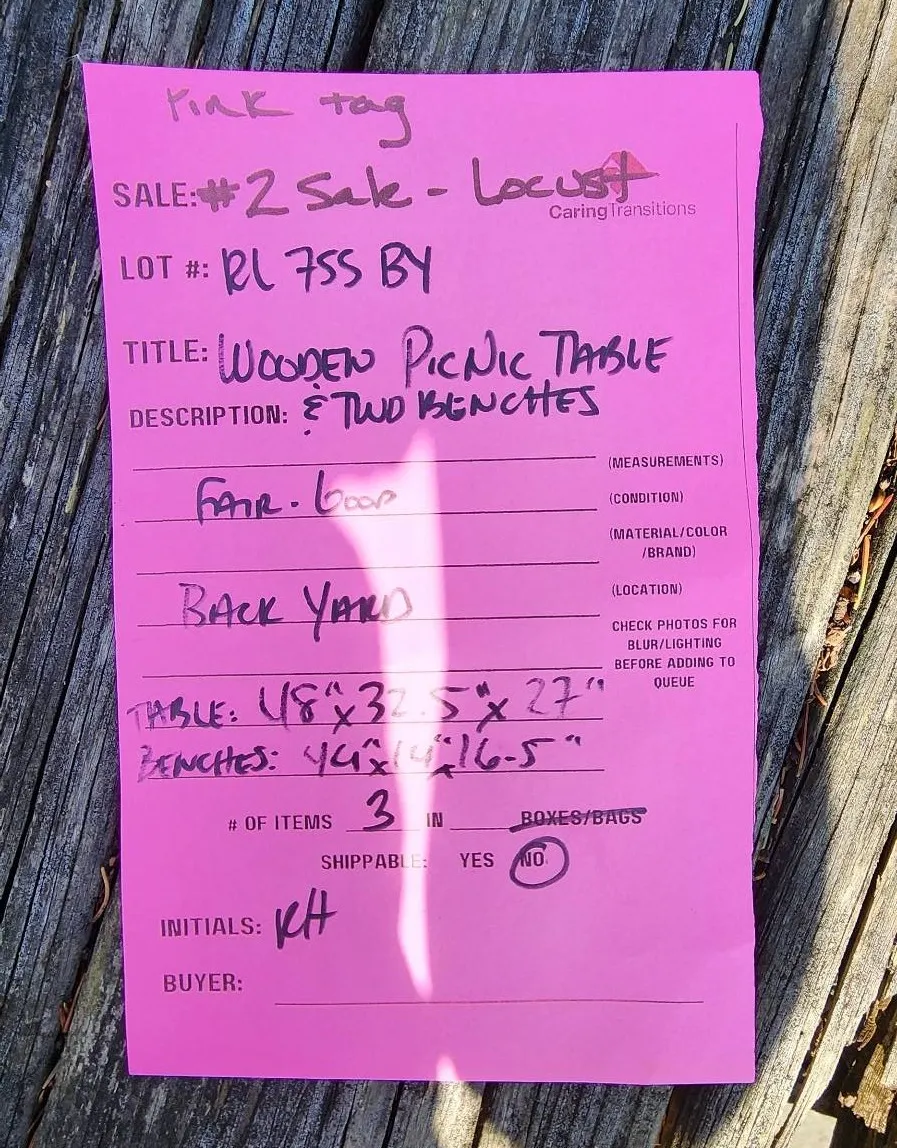 Pink tag
SALE: #2 Sale - Locust
CaringTransitions
LOT #: RL 755 BY
TITLE: WOODEN PICNIC TABLE
DESCRIPTION: & TWO BENCHES
(MEASUREMENTS)
FAIR - GOOD (CONDITION)
(MATERIAL/COLOR
/BRAND)
BACK YARD (LOCATION)
CHECK PHOTOS FOR
BLUR/LIGHTING
BEFORE ADDING TO
QUEUE
TABLE: 48" x 32.5" x 27"
BENCHES: 44" x 14" x 16.5"
# OF ITEMS 3 IN BOXES/BAGS
SHIPPABLE: YES NO
INITIALS: RH
BUYER: